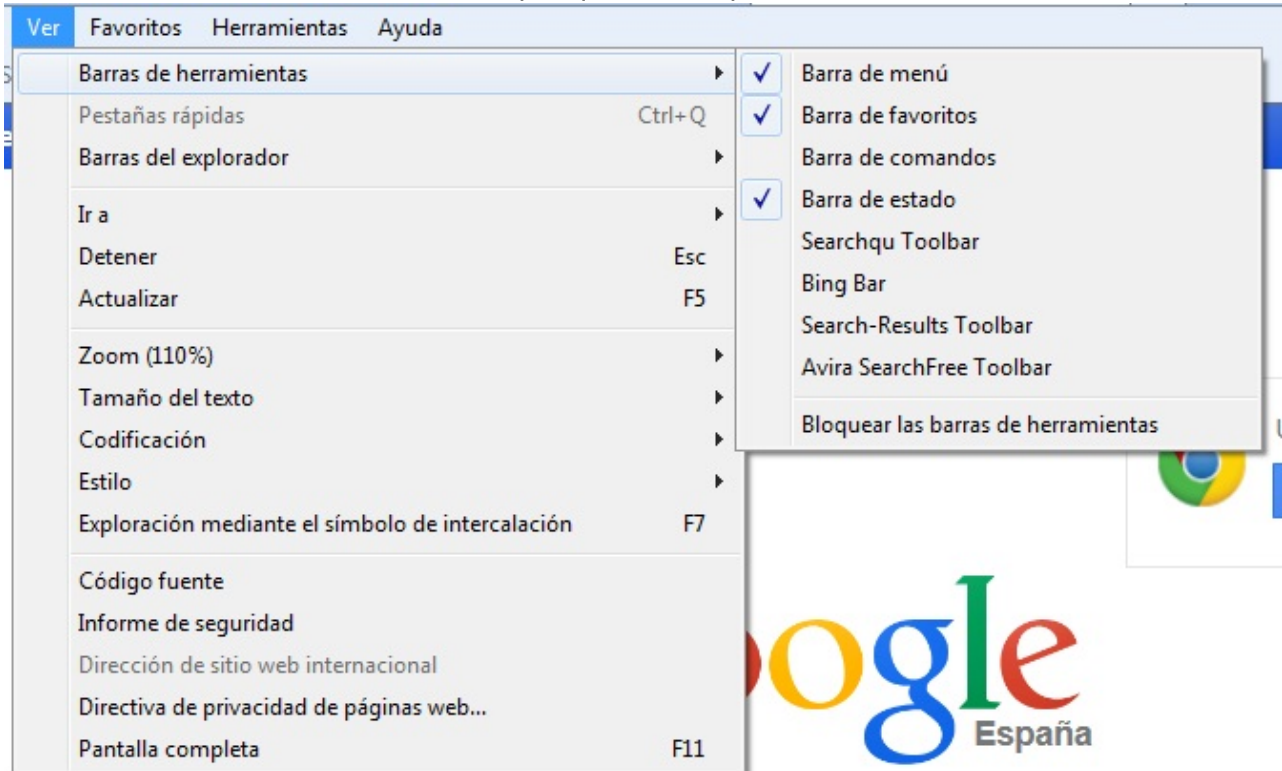 Ver Favoritos Herramientas Ayuda
Barras de herramientas
Pestañas rápidas Ctrl+Q
Barras del explorador
Ir a
Detener Esc
Actualizar F5
Zoom (110%)
Tamaño del texto
Codificación
Estilo
Exploración mediante el símbolo de intercalación F7
Código fuente
Informe de seguridad
Dirección de sitio web internacional
Directiva de privacidad de páginas web...
Pantalla completa F11
Barra de menú
Barra de favoritos
Barra de comandos
Barra de estado
Searchqu Toolbar
Bing Bar
Search-Results Toolbar
Avira SearchFree Toolbar
Bloquear las barras de herramientas
oogle
España